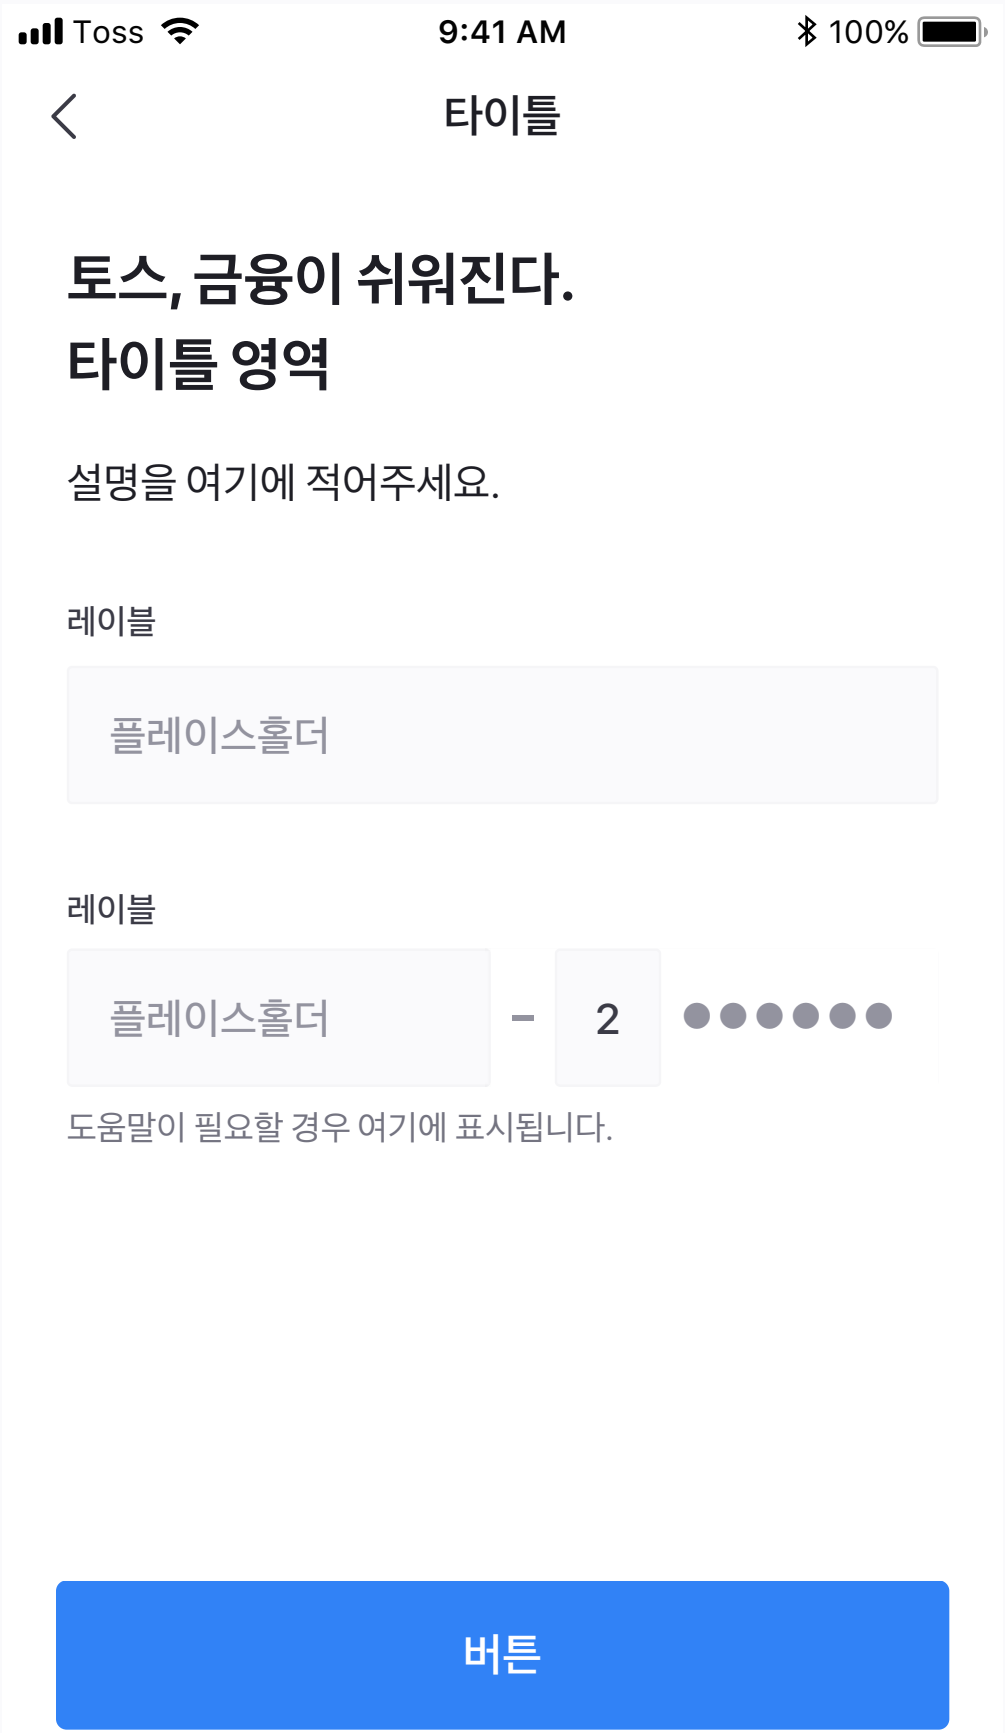 Toss 9:41 AM 100%
타이틀
토스, 금융이 쉬워진다.
타이틀 영역
설명을 여기에 적어주세요.
레이블
플레이스홀더
레이블
플레이스홀더 - 2 ●●●●●●
도움말이 필요할 경우 여기에 표시됩니다.
버튼